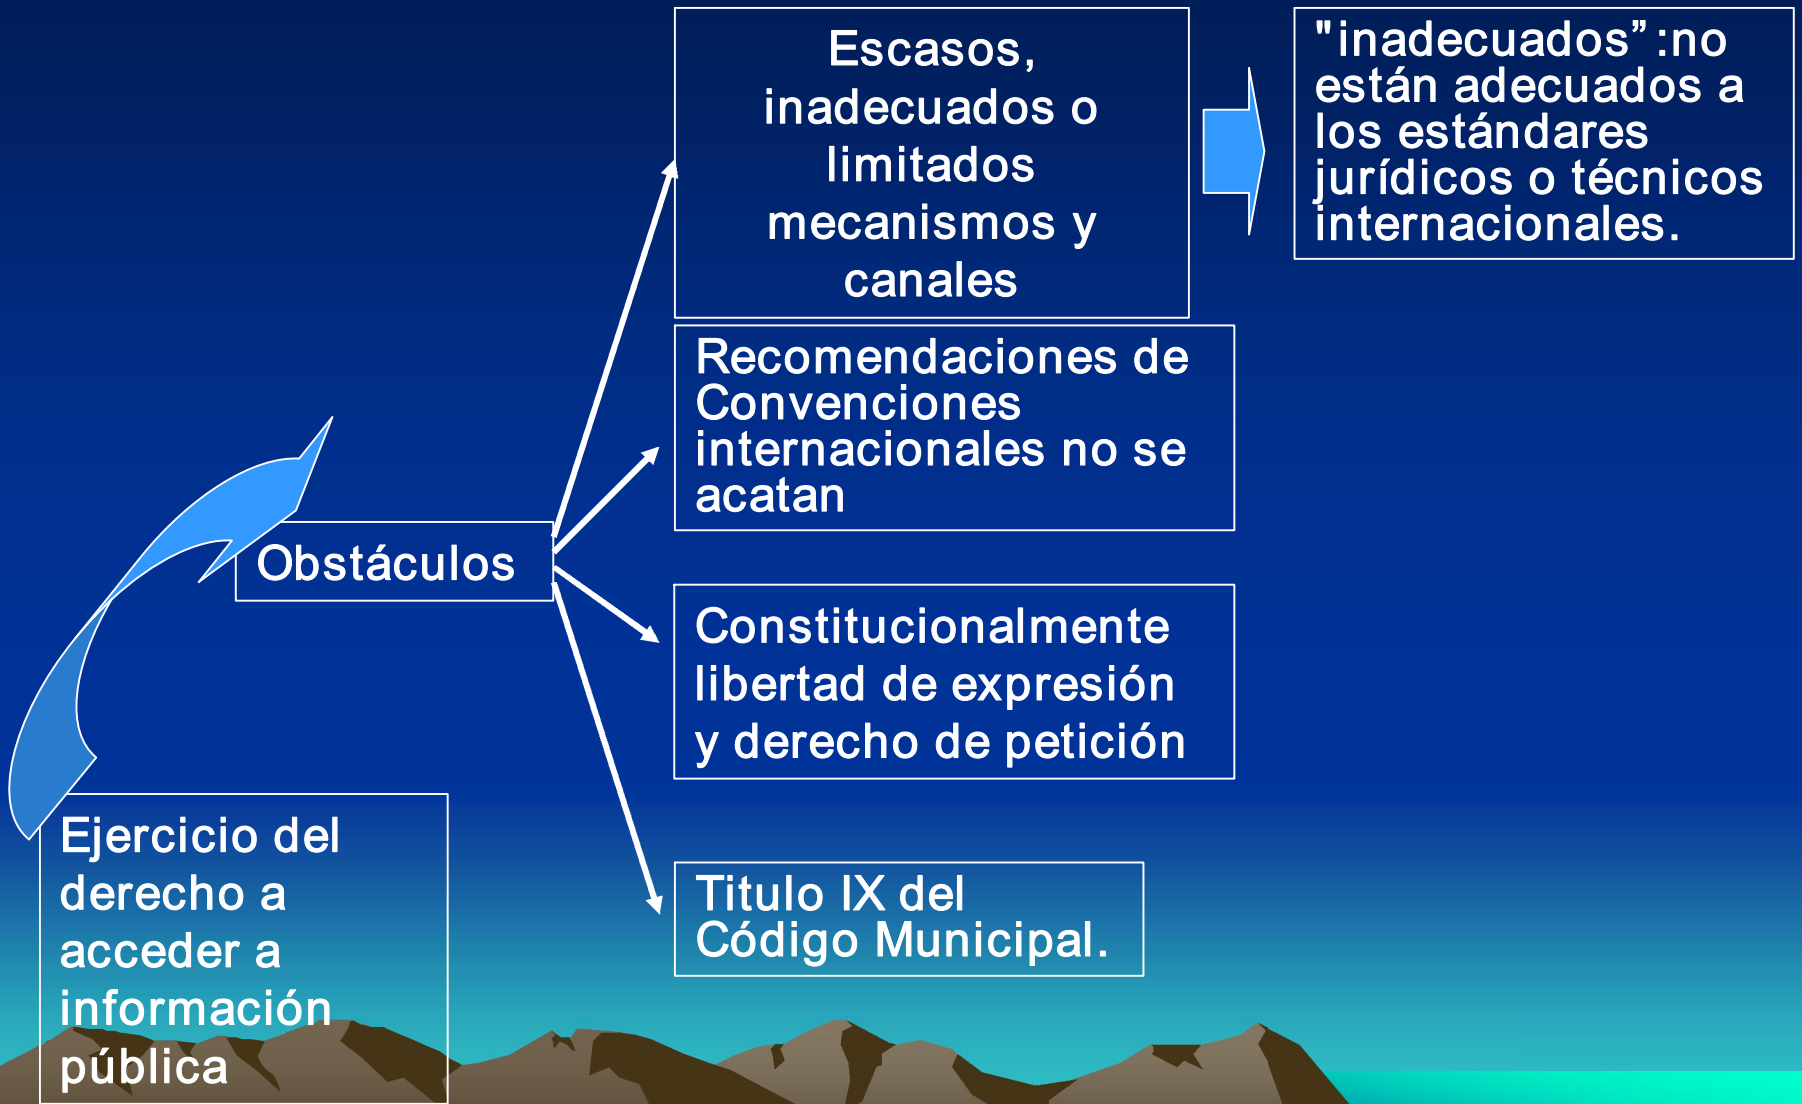 Escasos,
inadecuados o
limitados
mecanismos y
canales
"inadecuados”:no
están adecuados a
los estándares
jurídicos o técnicos
internacionales.
Recomendaciones de
Convenciones
internacionales no se
acatan
Obstáculos
Constitucionalmente
libertad de expresión
y derecho de petición
Titulo IX del
Código Municipal.
Ejercicio del
derecho a
acceder a
información
pública